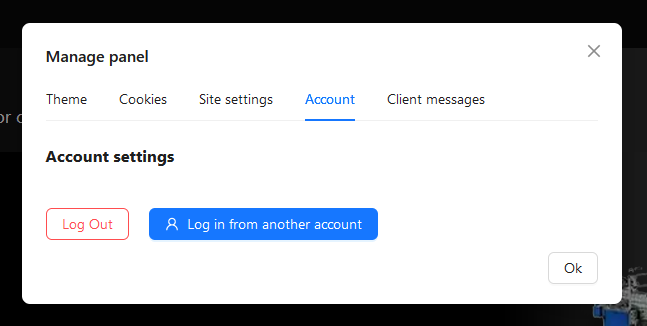 Manage panel
Theme Cookies Site settings Account Client messages
or c
Account settings
Log Out Log in from another account
Ok